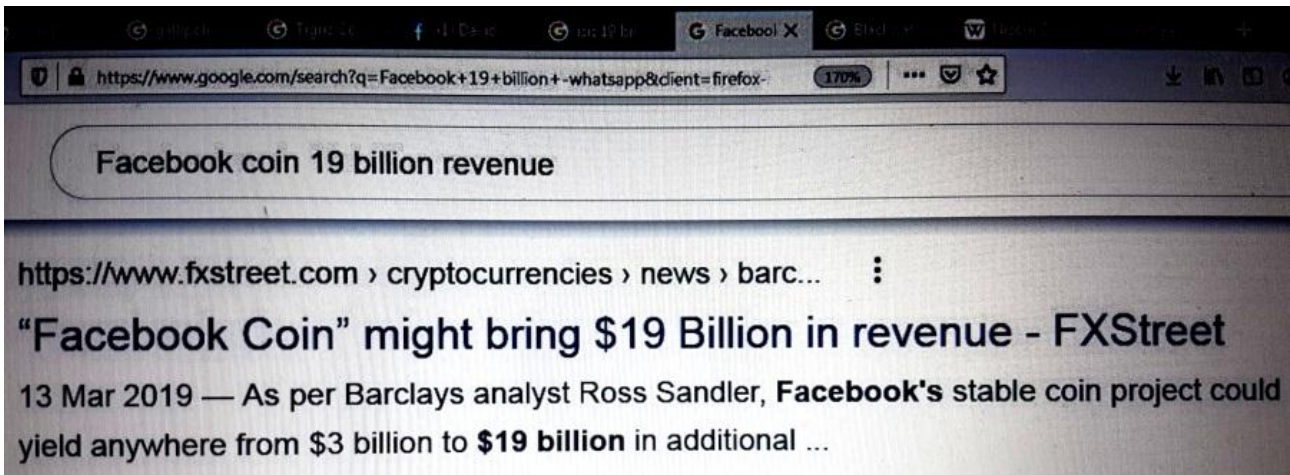 Facebool
https://www.google.com/search?q=Facebook+19+billion+-whatsapp&client=firefox-
170%
Facebook coin 19 billion revenue
https://www.fxstreet.com › cryptocurrencies › news › barc...
“Facebook Coin” might bring $19 Billion in revenue - FXStreet
13 Mar 2019 — As per Barclays analyst Ross Sandler, Facebook's stable coin project could
yield anywhere from $3 billion to $19 billion in additional ...